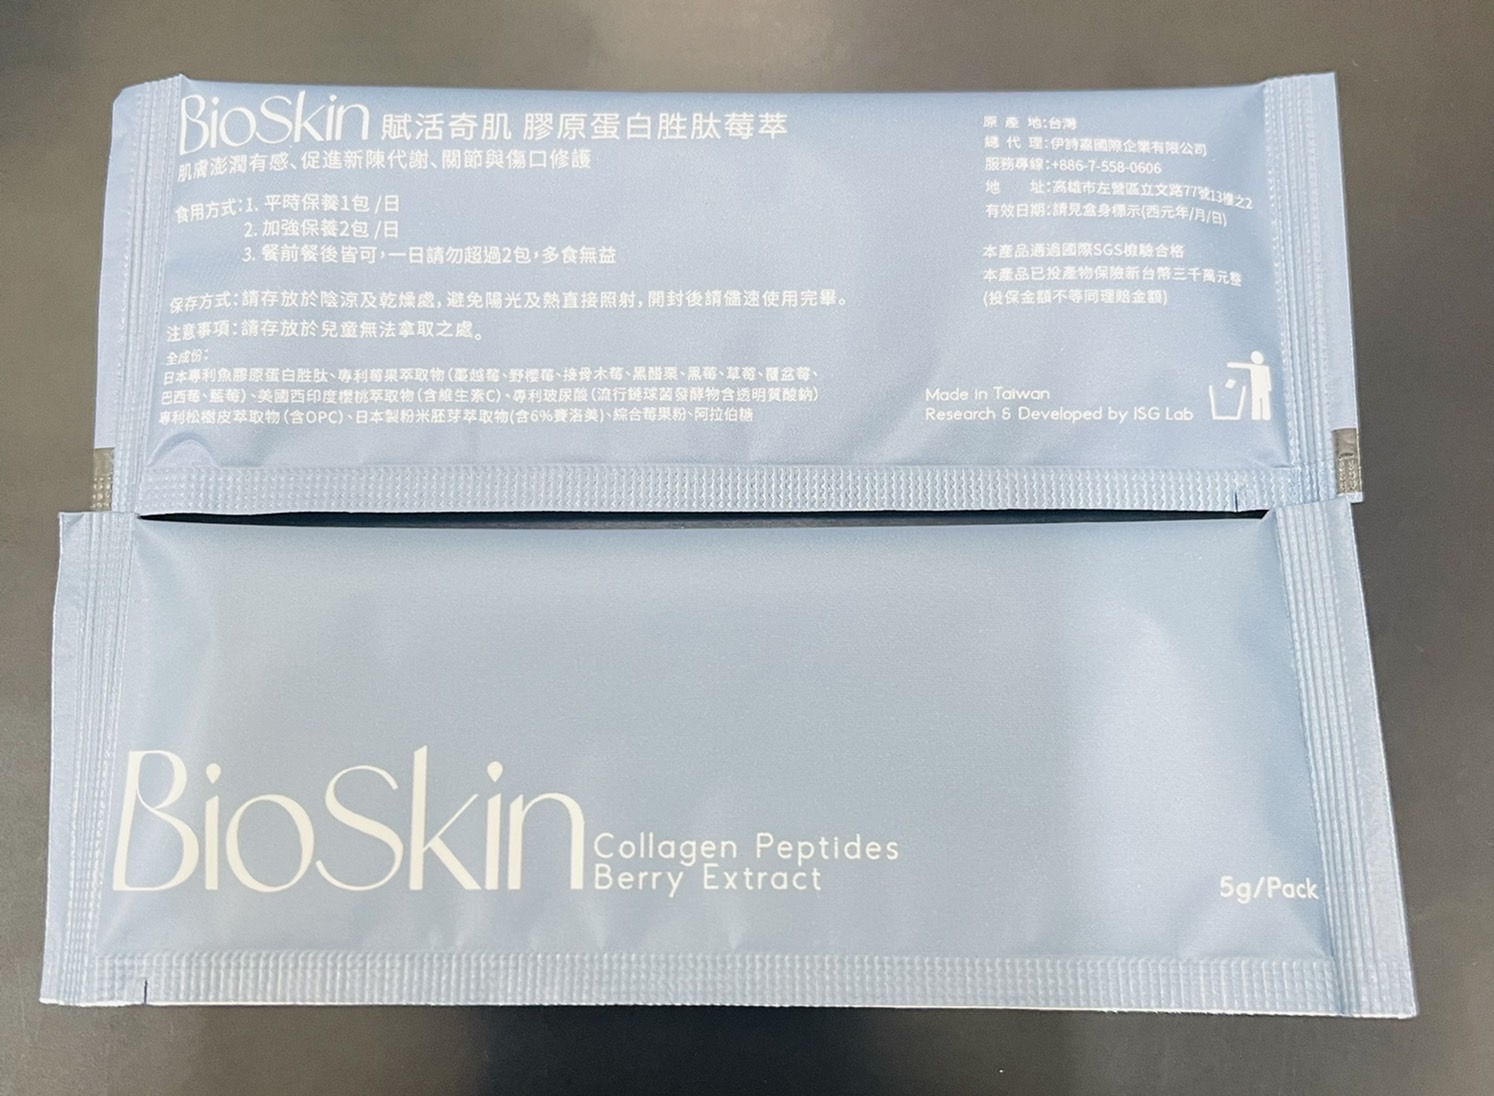 BioSkin 賦活奇肌 膠原蛋白胜肽莓萃
肌膚澎潤有感、促進新陳代謝、關節與傷口修護
食用方式：1. 平時保養1包 /日
2. 加強保養2包 /日
3. 餐前餐後皆可，一日請勿超過2包，多食無益
保存方式：請存放於陰涼及乾燥處，避免陽光及熱直接照射，開封後請儘速使用完畢。
注意事項：請存放於兒童無法拿取之處。
全成份：
日本專利魚膠原蛋白胜肽、專利莓果萃取物（蔓越莓、野櫻莓、接骨木莓、黑醋栗、黑莓、草莓、覆盆莓、
巴西莓、藍莓）、美國西印度櫻桃萃取物（含維生素C）、專利玻尿酸（流行鏈球菌發酵物含透明質酸鈉）
專利松樹皮萃取物（含OPC）、日本製粉米胚芽萃取物(含6%賽洛美)、綜合莓果粉、阿拉伯糖
原 產 地：台灣
總 代 理：伊詩嘉國際企業有限公司
服務專線：+886-7-558-0606
地 址：高雄市左營區立文路77號13樓之2
有效日期：請見盒身標示(西元年/月/日)
本產品通過國際SGS檢驗合格
本產品已投產物保險新台幣三千萬元整
(投保金額不等同理賠金額)
Made in Taiwan
Research & Developed by ISG Lab
BioSkin Collagen Peptides
Berry Extract
5g/Pack